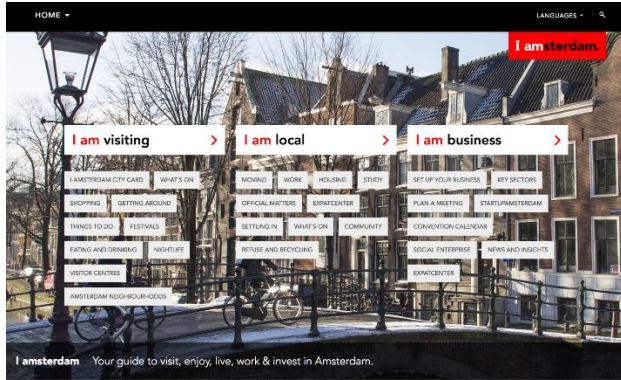 HOME
LANGUAGES
I amsterdam.
I am visiting
I AMSTERDAM CITY CARD
WHAT'S ON
SHOPPING
GETTING AROUND
THINGS TO DO
FESTIVALS
EATING AND DRINKING
NIGHTLIFE
VISITOR CENTRES
AMSTERDAM NEIGHBOURHOODS
I am local
MOVING
WORK
HOUSING
STUDY
OFFICIAL MATTERS
EXPATCENTER
SETTLING IN
WHAT'S ON
COMMUNITY
REFUSE AND RECYCLING
I am business
SET UP YOUR BUSINESS
KEY SECTORS
PLAN A MEETING
STARTUPAMSTERDAM
CONVENTION CALENDAR
SOCIAL ENTERPRISE
NEWS AND INSIGHTS
EXPATCENTER
I amsterdam Your guide to visit, enjoy, live, work & invest in Amsterdam.